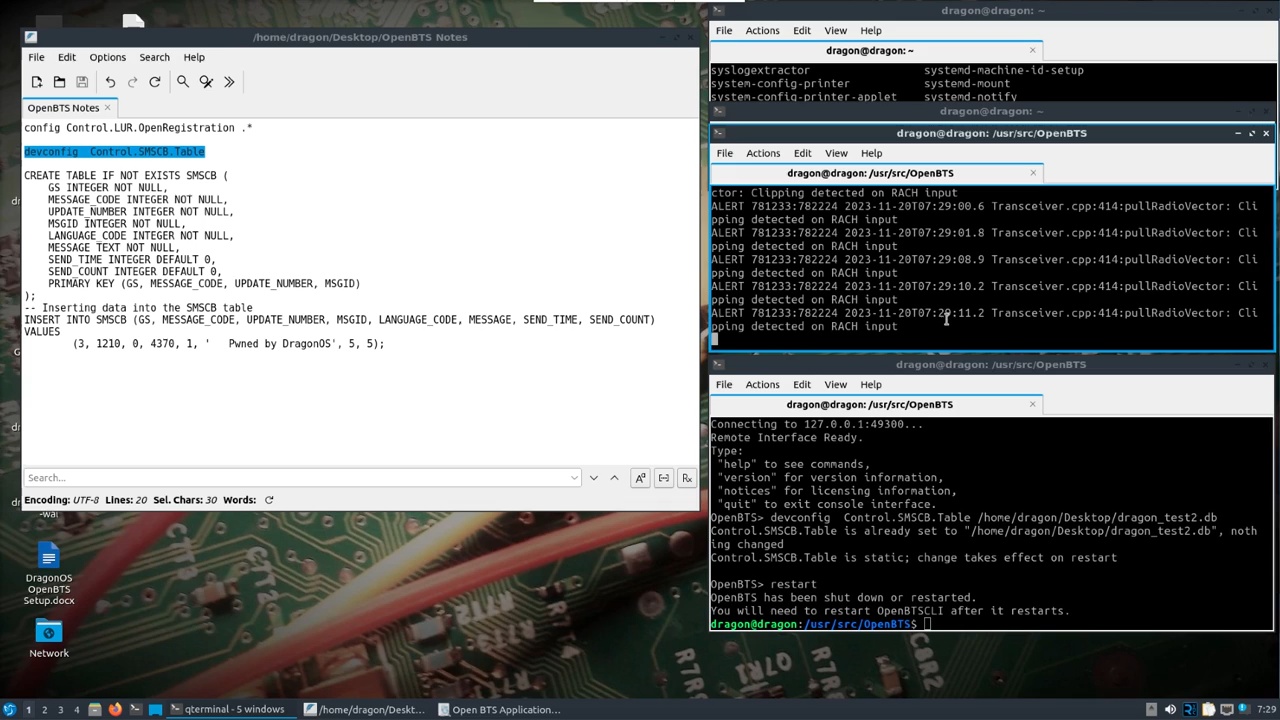 /home/dragon/Desktop/OpenBTS Notes
File Edit Options Search Help
OpenBTS Notes
config Control.LUR.OpenRegistration .*
devconfig  Control.SMSCB.Table
CREATE TABLE IF NOT EXISTS SMSCB (
GS INTEGER NOT NULL,
MESSAGE_CODE INTEGER NOT NULL,
UPDATE_NUMBER INTEGER NOT NULL,
MSGID INTEGER NOT NULL,
LANGUAGE_CODE INTEGER NOT NULL,
MESSAGE TEXT NOT NULL,
SEND_TIME INTEGER DEFAULT 0,
SEND_COUNT INTEGER DEFAULT 0,
PRIMARY KEY (GS, MESSAGE_CODE, UPDATE_NUMBER, MSGID)
);
-- Inserting data into the SMSCB table
INSERT INTO SMSCB (GS, MESSAGE_CODE, UPDATE_NUMBER, MSGID, LANGUAGE_CODE, MESSAGE, SEND_TIME, SEND_COUNT)
VALUES
(3, 1210, 0, 4370, 1, '   Pwned by DragonOS', 5, 5);
Search...
Encoding: UTF-8 Lines: 20 Sel. Chars: 30 Words:
-wal
DragonOS
OpenBTS
Setup.docx
Network
dragon@dragon: ~
File Actions Edit View Help
dragon@dragon: ~
syslogextractor systemd-machine-id-setup
system-config-printer systemd-mount
system-config-printer-applet systemd-notify
dragon@dragon: ~
dragon@dragon: /usr/src/OpenBTS
File Actions Edit View Help
dragon@dragon: /usr/src/OpenBTS
ctor: Clipping detected on RACH input
ALERT 781233:782224 2023-11-20T07:29:00.6 Transceiver.cpp:414:pullRadioVector: Cli
pping detected on RACH input
ALERT 781233:782224 2023-11-20T07:29:01.8 Transceiver.cpp:414:pullRadioVector: Cli
pping detected on RACH input
ALERT 781233:782224 2023-11-20T07:29:08.9 Transceiver.cpp:414:pullRadioVector: Cli
pping detected on RACH input
ALERT 781233:782224 2023-11-20T07:29:10.2 Transceiver.cpp:414:pullRadioVector: Cli
pping detected on RACH input
ALERT 781233:782224 2023-11-20T07:29:11.2 Transceiver.cpp:414:pullRadioVector: Cli
pping detected on RACH input
dragon@dragon: /usr/src/OpenBTS
File Actions Edit View Help
dragon@dragon: /usr/src/OpenBTS
Connecting to 127.0.0.1:49300...
Remote Interface Ready.
Type:
"help" to see commands,
"version" for version information,
"notices" for licensing information,
"quit" to exit console interface.
OpenBTS> devconfig  Control.SMSCB.Table /home/dragon/Desktop/dragon_test2.db
Control.SMSCB.Table is already set to "/home/dragon/Desktop/dragon_test2.db", noth
ing changed
Control.SMSCB.Table is static; change takes effect on restart
OpenBTS> restart
OpenBTS has been shut down or restarted.
You will need to restart OpenBTSCLI after it restarts.
dragon@dragon:/usr/src/OpenBTS$
1 2 3 4 qterminal - 5 windows /home/dragon/Deskt... Open BTS Application... 7:29